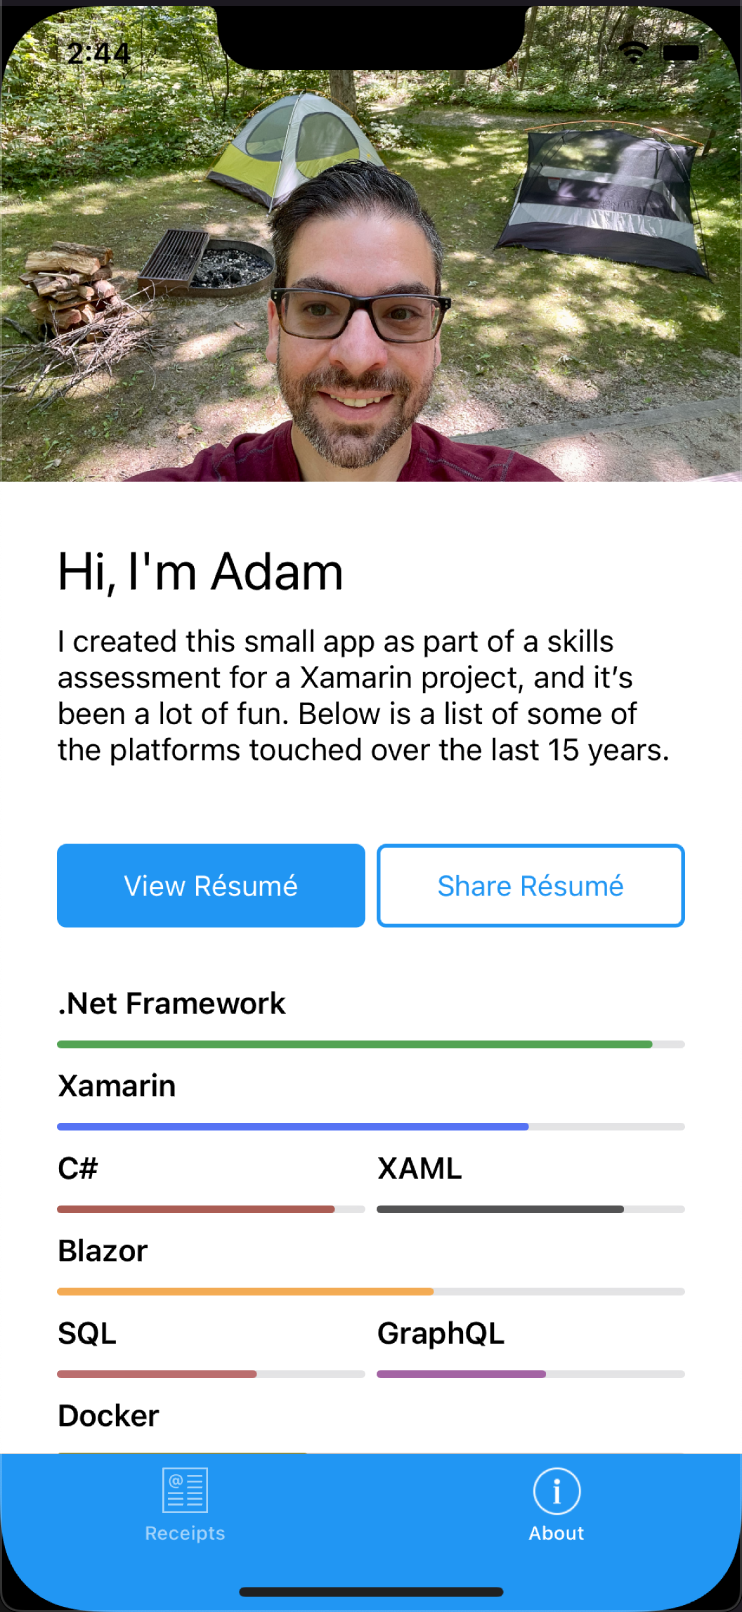 2:44
Hi, I'm Adam
I created this small app as part of a skills
assessment for a Xamarin project, and it’s
been a lot of fun. Below is a list of some of
the platforms touched over the last 15 years.
View Résumé
Share Résumé
.Net Framework
Xamarin
C#
XAML
Blazor
SQL
GraphQL
Docker
Receipts
About